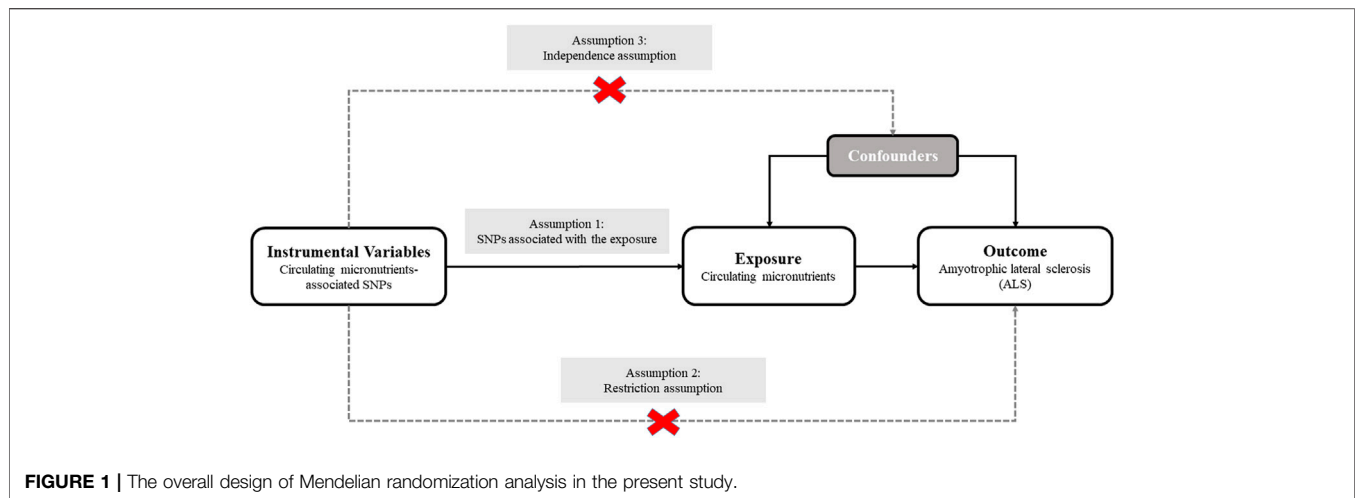 Assumption 3:
Independence assumption
Confounders
Assumption 1:
SNPs associated with the exposure
Instrumental Variables
Circulating micronutrients-
associated SNPs
Exposure
Circulating micronutrients
Outcome
Amyotrophic lateral sclerosis
(ALS)
Assumption 2:
Restriction assumption
FIGURE 1 | The overall design of Mendelian randomization analysis in the present study.